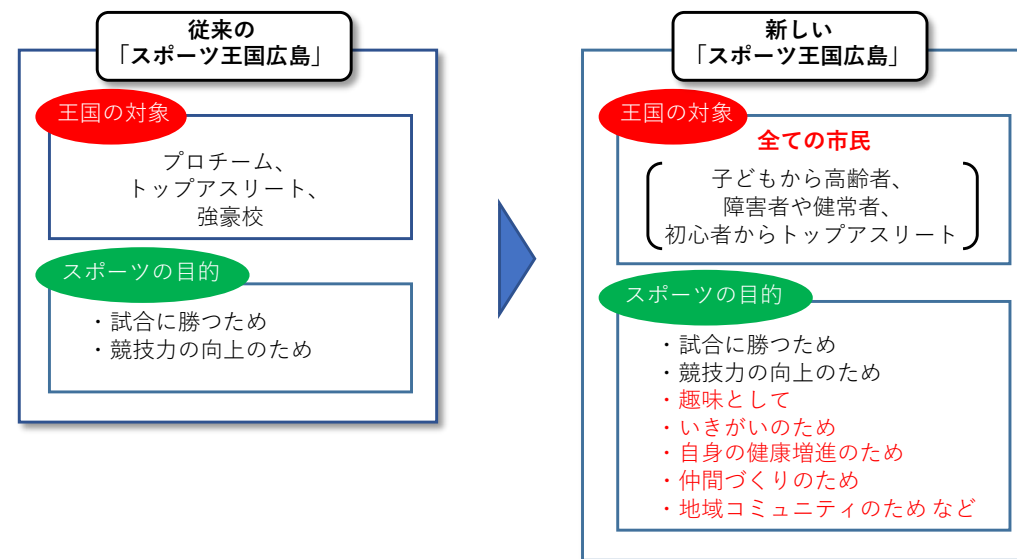 従来の
「スポーツ王国広島」
王国の対象
プロチーム、
トップアスリート、
強豪校
スポーツの目的
・試合に勝つため
・競技力の向上のため
新しい
「スポーツ王国広島」
王国の対象
全ての市民
子どもから高齢者、
障害者や健常者、
初心者からトップアスリート
スポーツの目的
・試合に勝つため
・競技力の向上のため
・趣味として
・いきがいのため
・自身の健康増進のため
・仲間づくりのため
・地域コミュニティのため など